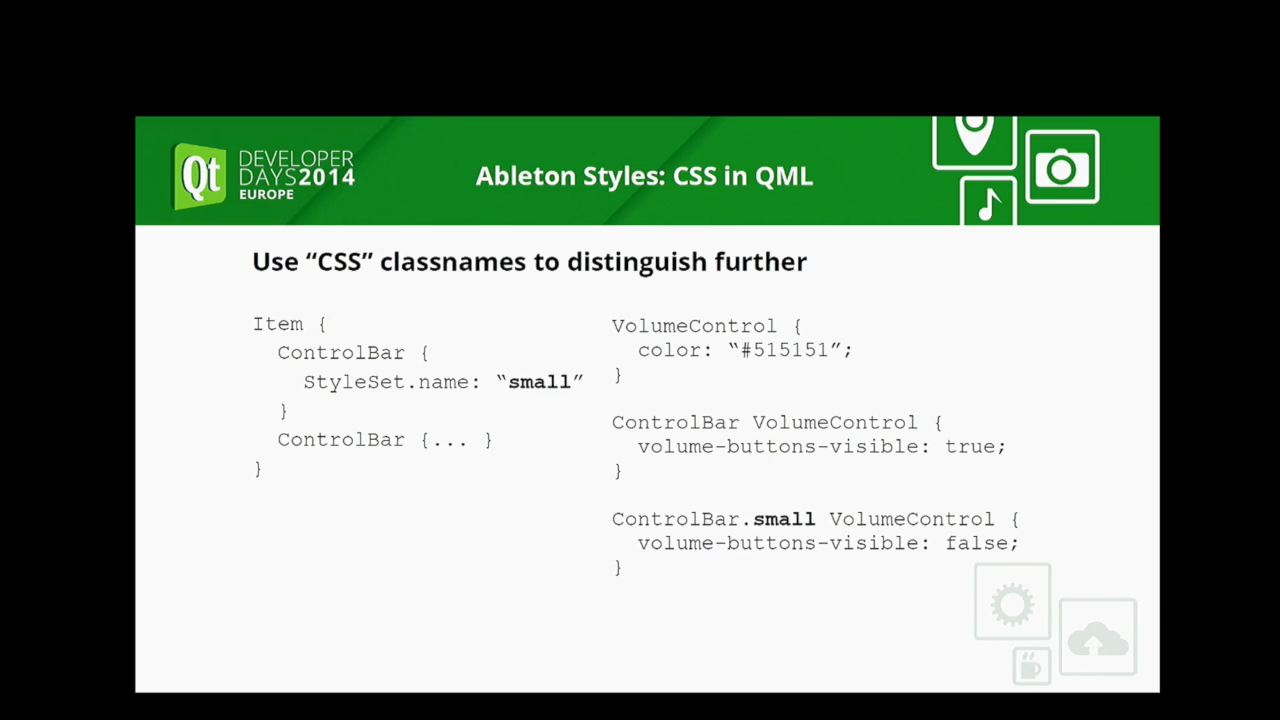 Qt
DEVELOPER
DAYS2014
EUROPE
Ableton Styles: CSS in QML
Use “CSS” classnames to distinguish further
Item {
ControlBar {
StyleSet.name: “small”
}
ControlBar {... }
}
VolumeControl {
color: “#515151”;
}
ControlBar VolumeControl {
volume-buttons-visible: true;
}
ControlBar.small VolumeControl {
volume-buttons-visible: false;
}